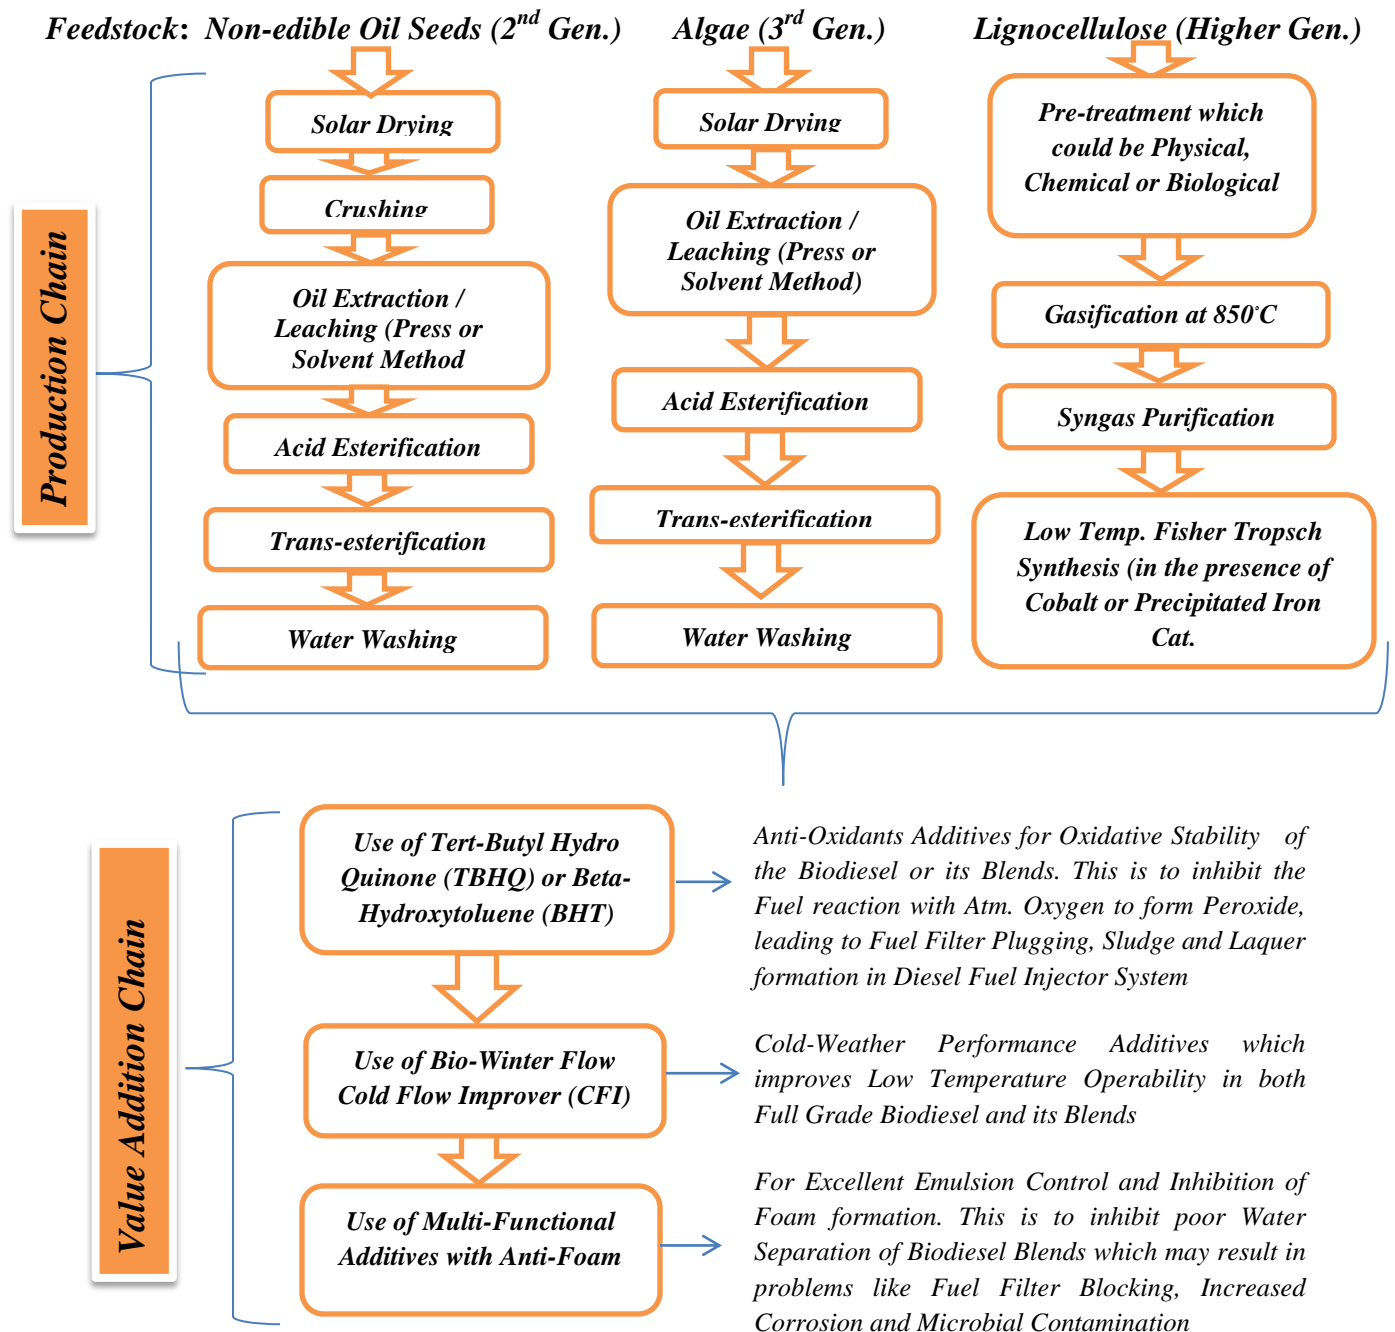 Feedstock: Non-edible Oil Seeds (2nd Gen.) Algae (3rd Gen.) Lignocellulose (Higher Gen.)
Production Chain
Solar Drying
Crushing
Oil Extraction /
Leaching (Press or
Solvent Method
Acid Esterification
Trans-esterification
Water Washing
Solar Drying
Oil Extraction /
Leaching (Press or
Solvent Method)
Acid Esterification
Trans-esterification
Water Washing
Pre-treatment which
could be Physical,
Chemical or Biological
Gasification at 850°C
Syngas Purification
Low Temp. Fisher Tropsch
Synthesis (in the presence of
Cobalt or Precipitated Iron
Cat.
Value Addition Chain
Use of Tert-Butyl Hydro
Quinone (TBHQ) or Beta-
Hydroxytoluene (BHT)
Anti-Oxidants Additives for Oxidative Stability of
the Biodiesel or its Blends. This is to inhibit the
Fuel reaction with Atm. Oxygen to form Peroxide,
leading to Fuel Filter Plugging, Sludge and Laquer
formation in Diesel Fuel Injector System
Use of Bio-Winter Flow
Cold Flow Improver (CFI)
Cold-Weather Performance Additives which
improves Low Temperature Operability in both
Full Grade Biodiesel and its Blends
Use of Multi-Functional
Additives with Anti-Foam
For Excellent Emulsion Control and Inhibition of
Foam formation. This is to inhibit poor Water
Separation of Biodiesel Blends which may result in
problems like Fuel Filter Blocking, Increased
Corrosion and Microbial Contamination